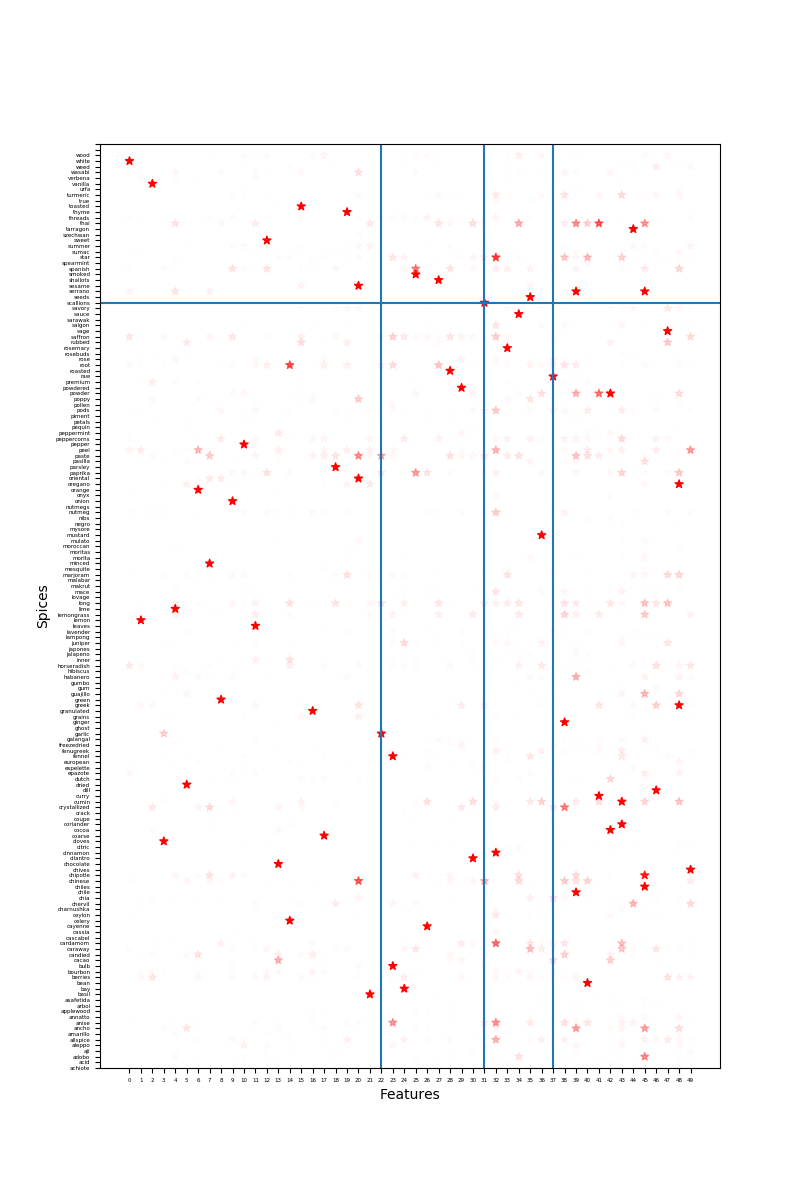 wood
white
weed
wasabi
verbena
vanilla
urfa
turmeric
true
toasted
thyme
threads
thai
tarragon
szechwan
sweet
summer
sumac
star
spearmint
spanish
smoked
shallots
sesame
serrano
seeds
scallions
savory
sauce
sarawak
saigon
sage
saffron
rubbed
rosemary
rosebuds
rose
root
roasted
raw
premium
powdered
powder
poppy
pollen
pods
piment
petals
pequin
peppermint
peppercorns
pepper
peel
paste
pasilla
parsley
paprika
oriental
oregano
orange
onyx
onion
nutmegs
nutmeg
nibs
negro
mysore
mustard
mulato
moroccan
moritas
morita
minced
mesquite
marjoram
malabar
makrut
mace
lovage
long
lime
lemongrass
lemon
leaves
lavender
lampong
juniper
japones
jalapeno
inner
horseradish
hibiscus
habanero
gumbo
gum
guajillo
green
greek
granulated
grains
ginger
ghost
garlic
galangal
freezedried
fenugreek
fennel
european
espelette
epazote
dutch
dried
dill
curry
cumin
crystallized
crack
coupe
coriander
cocoa
coarse
cloves
citric
cinnamon
cilantro
chocolate
chives
chipotle
chinese
chiles
chile
chia
chervil
charnushka
ceylon
celery
cayenne
cassia
cascabel
cardamom
caraway
candied
cacao
bulb
bourbon
berries
bean
bay
basil
asafetida
arbol
applewood
annatto
anise
ancho
amarillo
allspice
aleppo
aji
adobo
acid
achiote
Spices
0 1 2 3 4 5 6 7 8 9 10 11 12 13 14 15 16 17 18 19 20 21 22 23 24 25 26 27 28 29 30 31 32 33 34 35 36 37 38 39 40 41 42 43 44 45 46 47 48 49
Features